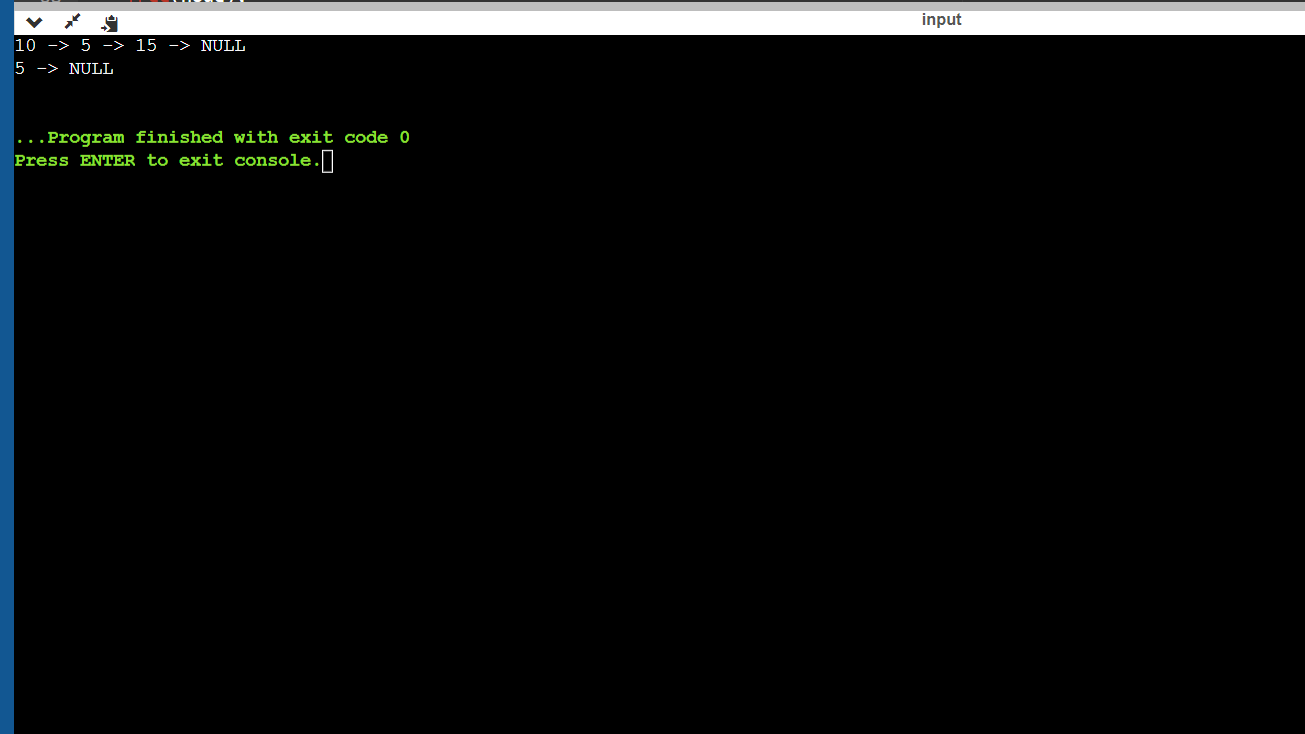 input
10 -> 5 -> 15 -> NULL
5 -> NULL
...Program finished with exit code 0
Press ENTER to exit console.